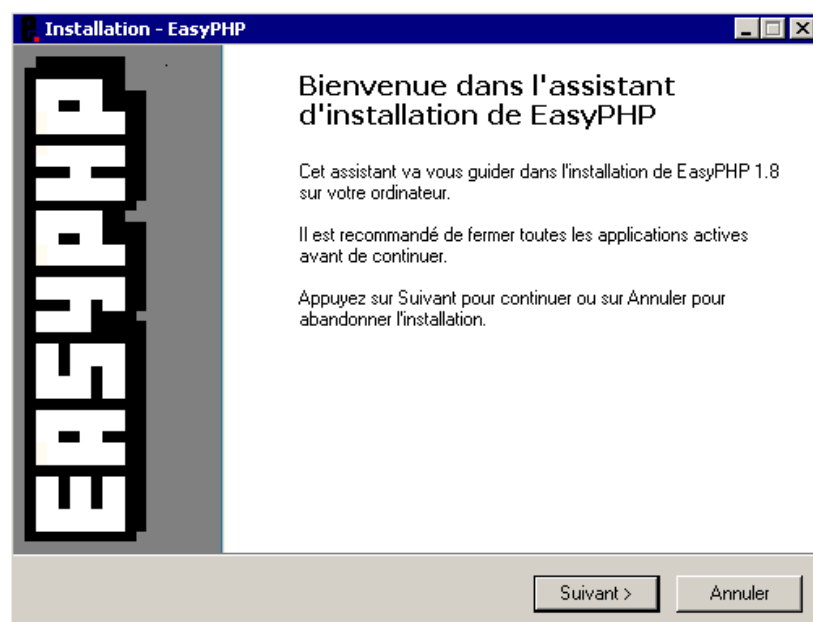 Installation - EasyPHP
EASYPHP
Bienvenue dans l'assistant
d'installation de EasyPHP
Cet assistant va vous guider dans l'installation de EasyPHP 1.8
sur votre ordinateur.
Il est recommandé de fermer toutes les applications actives
avant de continuer.
Appuyez sur Suivant pour continuer ou sur Annuler pour
abandonner l'installation.
Suivant >
Annuler